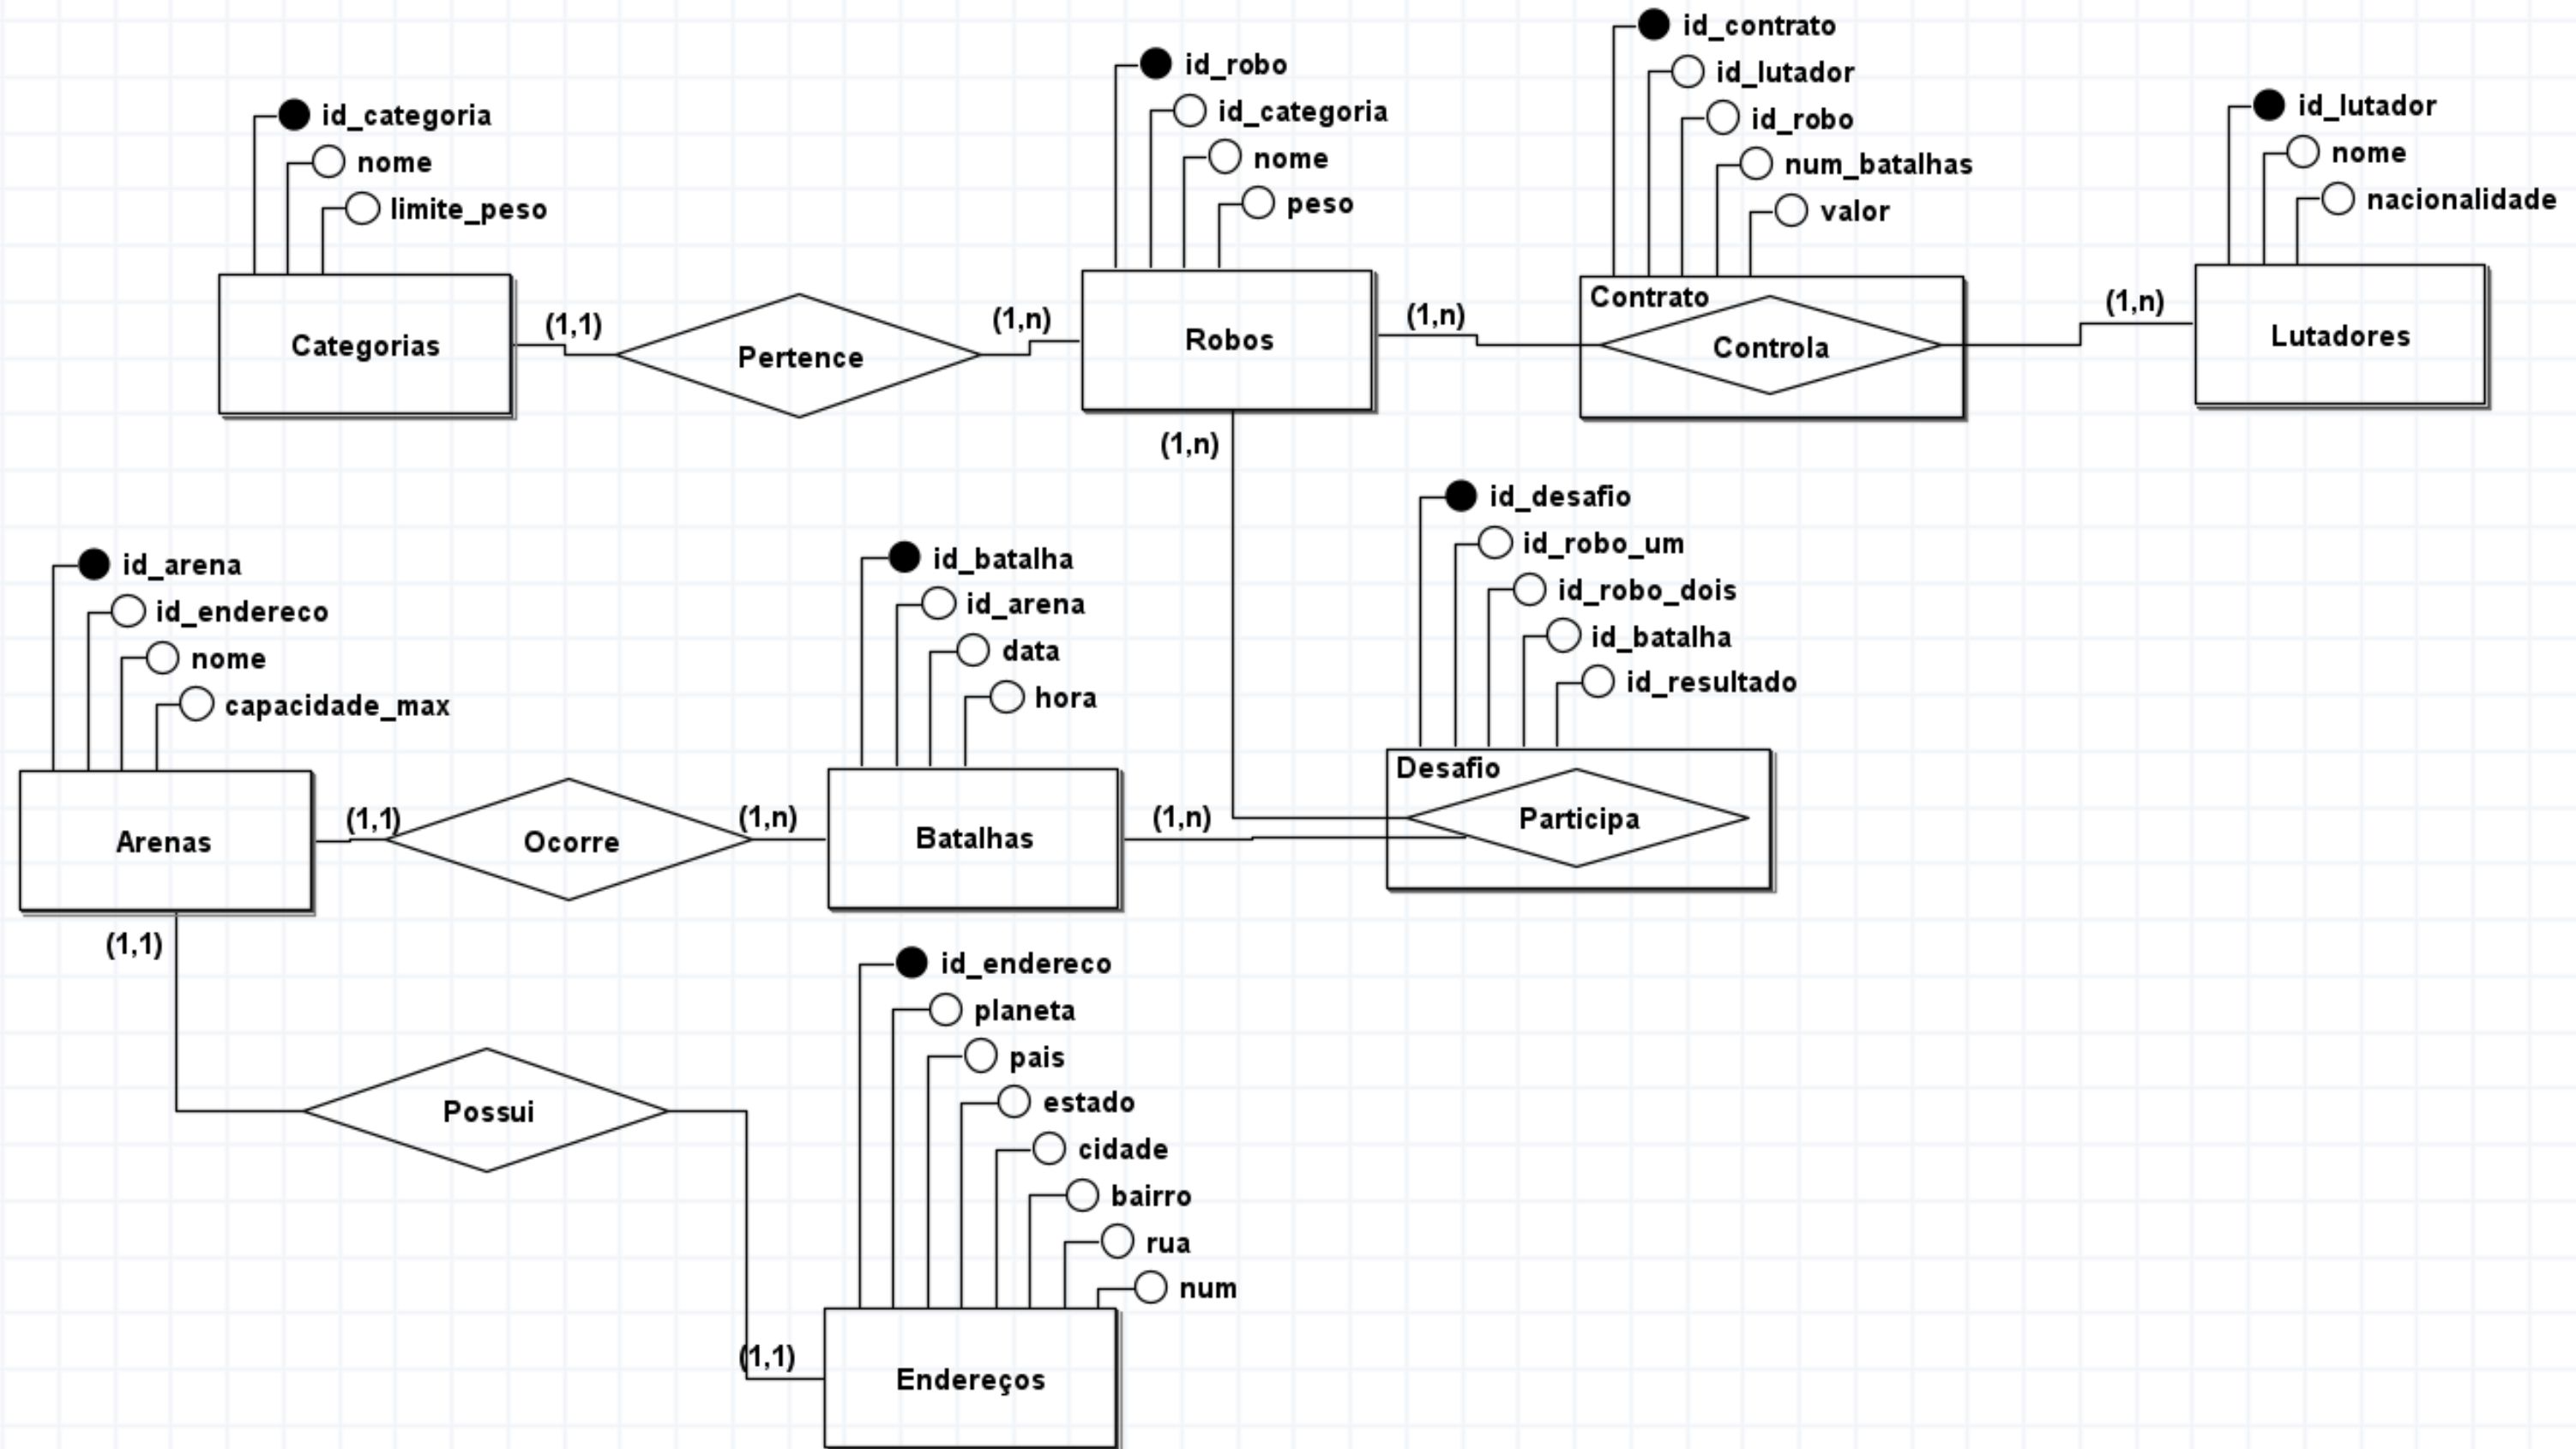 id_categoria
nome
limite_peso
Categorias
(1,1)
Pertence
(1,n)
id_robo
id_categoria
nome
peso
Robos
(1,n)
(1,n)
id_contrato
id_lutador
id_robo
num_batalhas
valor
Contrato
Controla
(1,n)
id_lutador
nome
nacionalidade
Lutadores
id_arena
id_endereco
nome
capacidade_max
Arenas
(1,1)
Ocorre
(1,n)
id_batalha
id_arena
data
hora
Batalhas
(1,n)
id_desafio
id_robo_um
id_robo_dois
id_batalha
id_resultado
Desafio
Participa
(1,1)
Possui
(1,1)
id_endereco
planeta
pais
estado
cidade
bairro
rua
num
Endereços